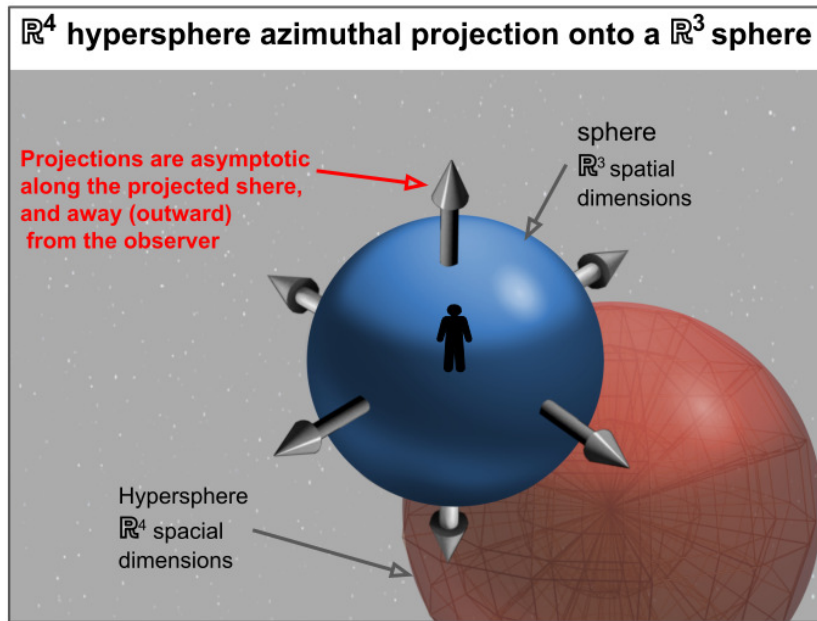 ℝ⁴ hypersphere azimuthal projection onto a ℝ³ sphere
Projections are asymptotic
along the projected shere,
and away (outward)
from the observer
sphere
ℝ³ spatial
dimensions
Hypersphere
ℝ⁴ spacial
dimensions